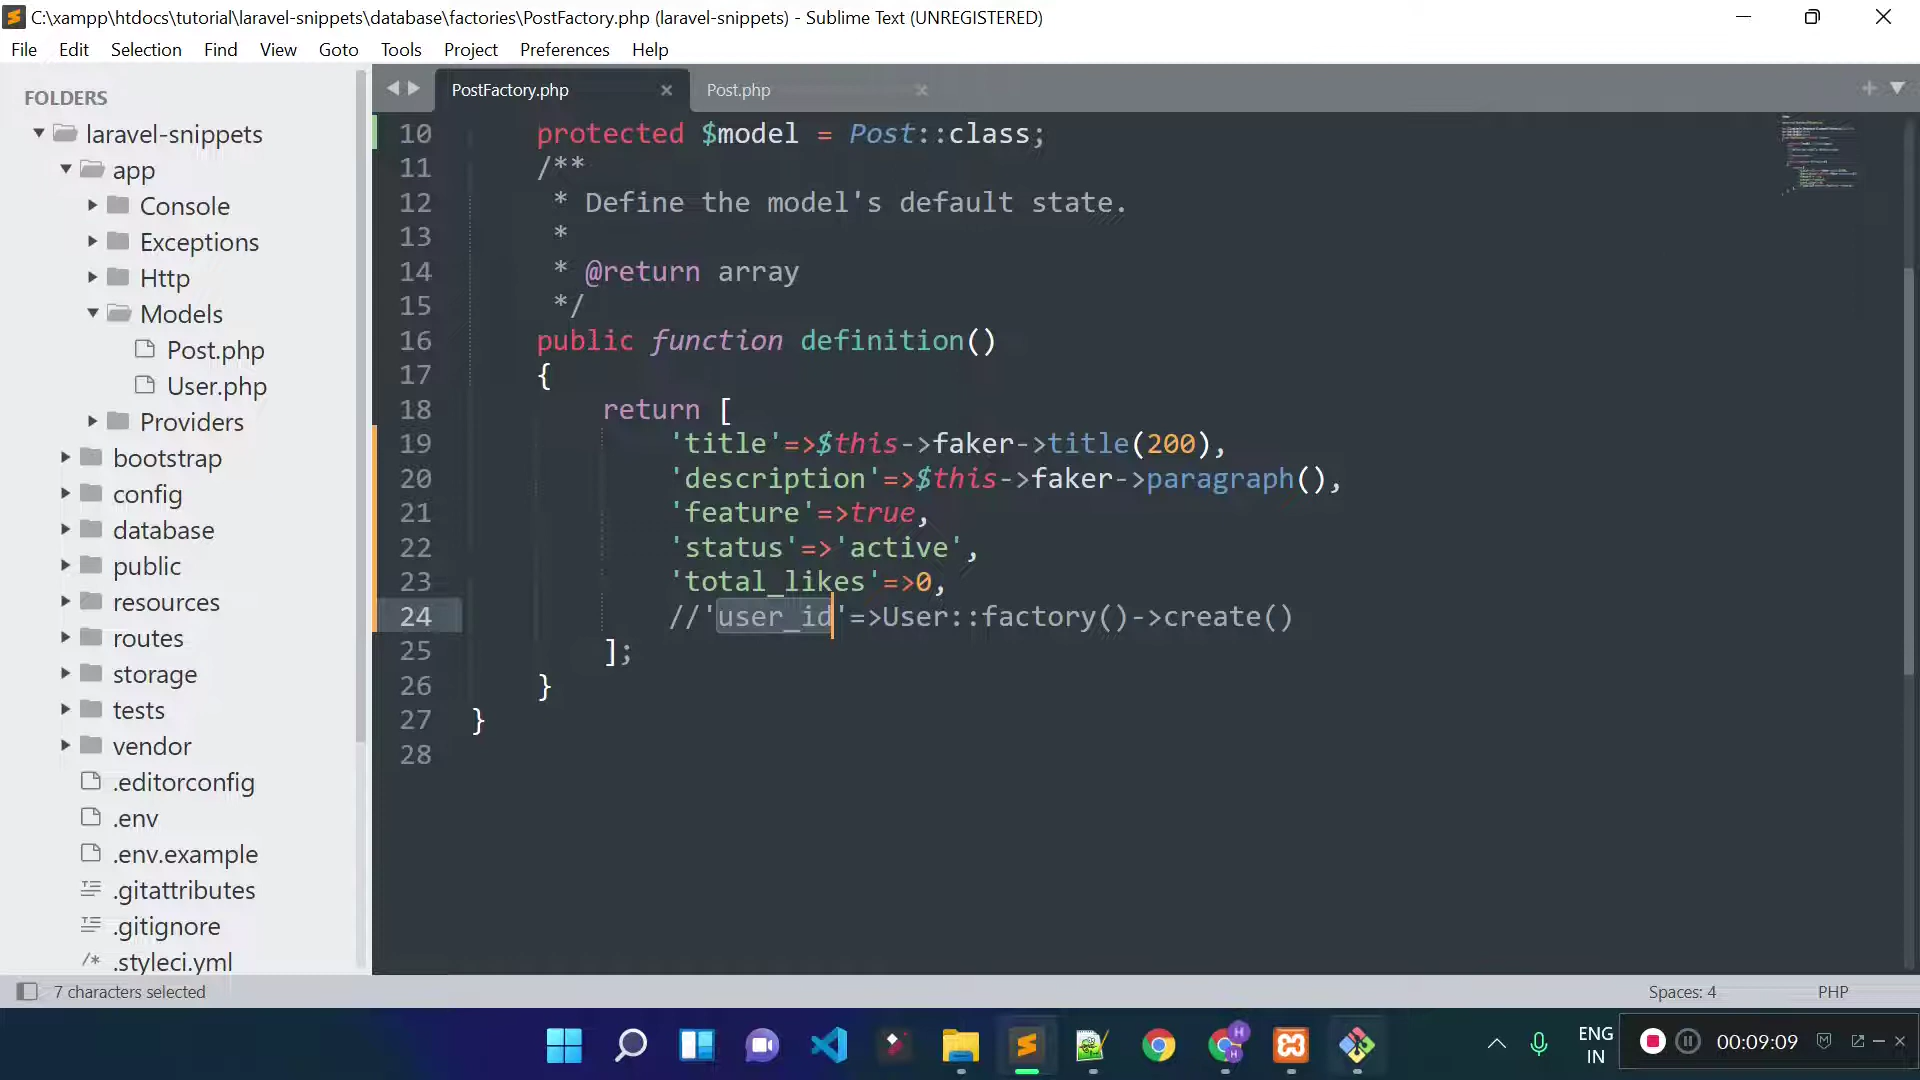 C:\xampp\htdocs\tutorial\laravel-snippets\database\factories\PostFactory.php (laravel-snippets) - Sublime Text (UNREGISTERED)
File Edit Selection Find View Goto Tools Project Preferences Help
FOLDERS
laravel-snippets
app
Console
Exceptions
Http
Models
Post.php
User.php
Providers
bootstrap
config
database
public
resources
routes
storage
tests
vendor
.editorconfig
.env
.env.example
.gitattributes
.gitignore
.styleci.yml
PostFactory.php Post.php
10 protected $model = Post::class;
11 /**
12 * Define the model's default state.
13 *
14 * @return array
15 */
16 public function definition()
17 {
18 return [
19 'title'=>$this->faker->title(200),
20 'description'=>$this->faker->paragraph(),
21 'feature'=>true,
22 'status'=>'active',
23 'total_likes'=>0,
24 //'user_id'=>User::factory()->create()
25 ];
26 }
27 }
28
7 characters selected Spaces: 4 PHP
ENG
IN
00:09:09